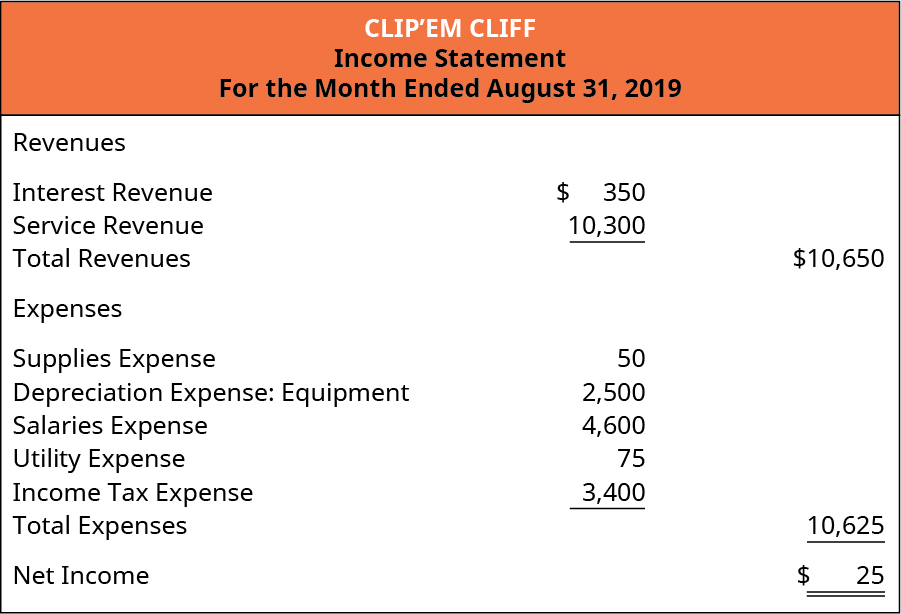 CLIP’EM CLIFF
Income Statement
For the Month Ended August 31, 2019
Revenues
Interest Revenue $ 350
Service Revenue 10,300
Total Revenues $10,650
Expenses
Supplies Expense 50
Depreciation Expense: Equipment 2,500
Salaries Expense 4,600
Utility Expense 75
Income Tax Expense 3,400
Total Expenses 10,625
Net Income $ 25